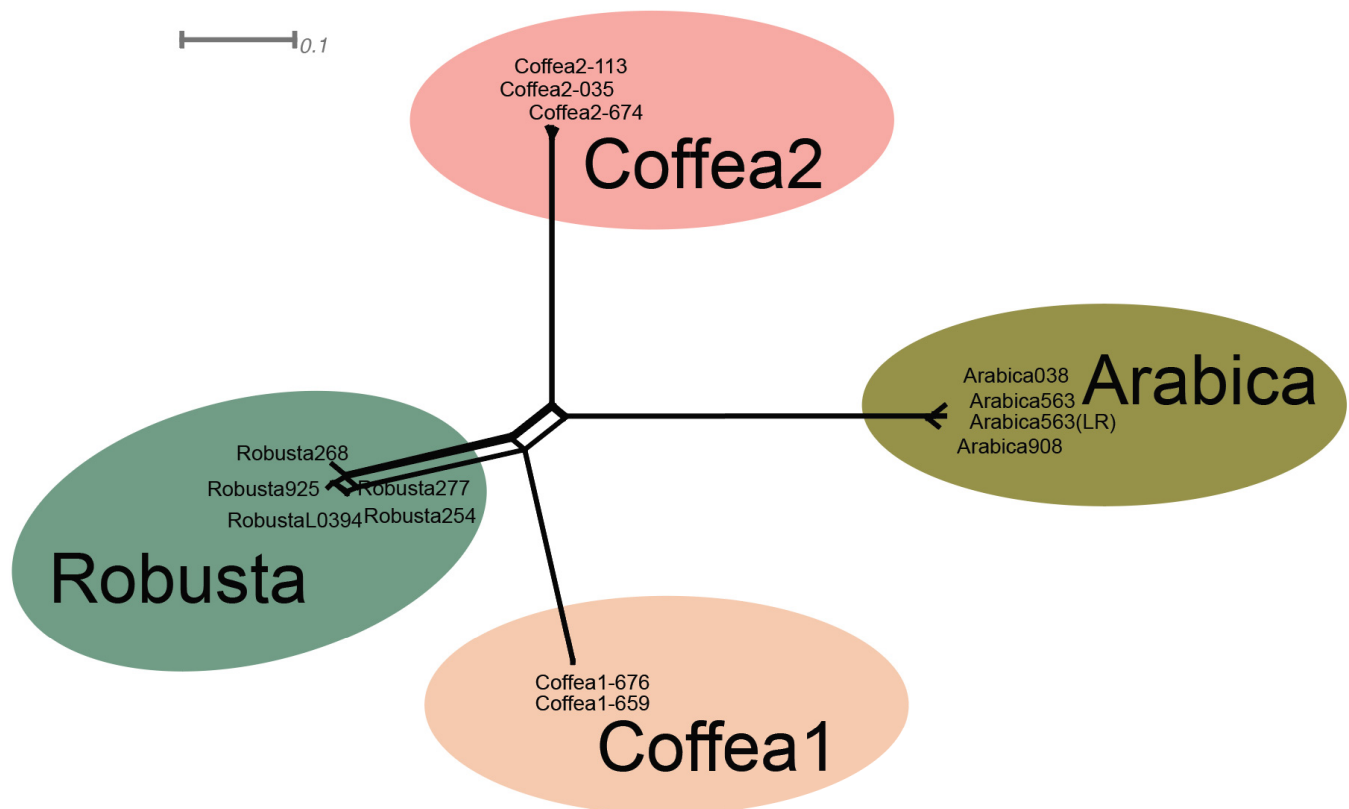 0.1
Coffea2-113
Coffea2-035
Coffea2-674
Coffea2
Arabica038
Arabica563
Arabica563(LR)
Arabica908
Arabica
Robusta268
Robusta925
Robusta277
RobustaL0394
Robusta254
Robusta
Coffea1-676
Coffea1-659
Coffea1